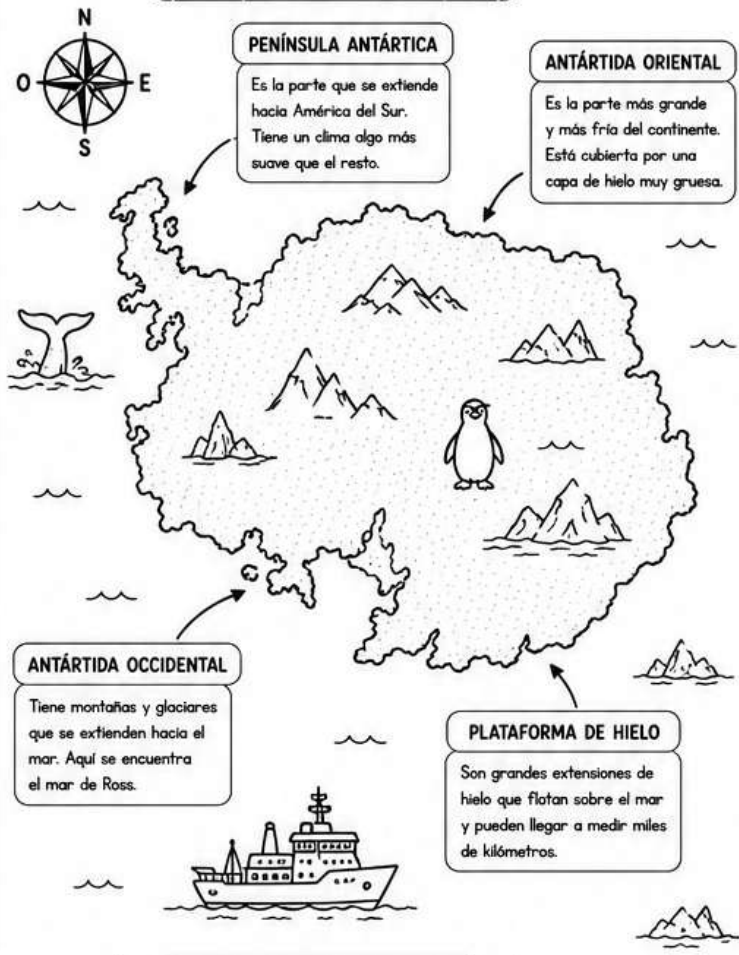 N
O
E
S
PENÍNSULA ANTÁRTICA
Es la parte que se extiende
hacia América del Sur.
Tiene un clima algo más
suave que el resto.
ANTÁRTIDA ORIENTAL
Es la parte más grande
y más fría del continente.
Está cubierta por una
capa de hielo muy gruesa.
ANTÁRTIDA OCCIDENTAL
Tiene montañas y glaciares
que se extienden hacia el
mar. Aquí se encuentra
el mar de Ross.
PLATAFORMA DE HIELO
Son grandes extensiones de
hielo que flotan sobre el mar
y pueden llegar a medir miles
de kilómetros.